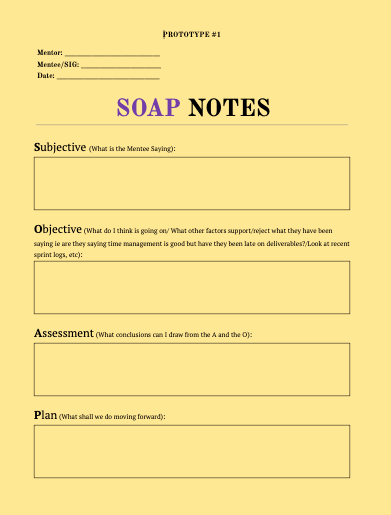 PROTOTYPE #1
Mentor: ______________________
Mentee/SIG: __________________
Date: ________________________
SOAP NOTES
Subjective (What is the Mentee Saying):
Objective (What do I think is going on/ What other factors support/reject what they have been
saying ie are they saying time management is good but have they been late on deliverables?/Look at recent
sprint logs, etc):
Assessment (What conclusions can I draw from the A and the O):
Plan (What shall we do moving forward):